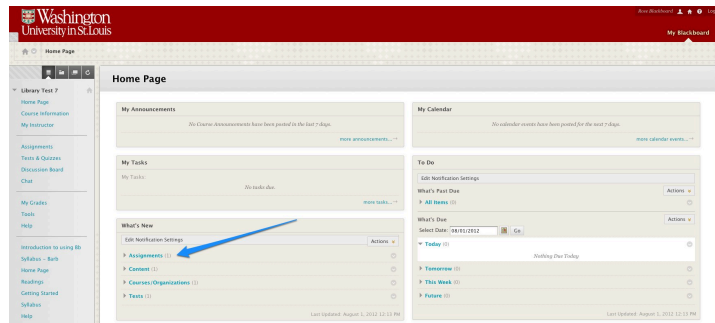 Washington
University in St. Louis
Bove Blackboard
My Blackboard
Home Page
Library Test 7
Home Page
Course Information
My Instructor
Assignments
Tests & Quizzes
Discussion Board
Chat
My Grades
Tools
Help
Introduction to using Bb
Syllabus - Barb
Home Page
Readings
Getting Started
Syllabus
Help
Home Page
My Announcements
No Course Announcements have been posted in the last 7 days.
more announcements...
My Tasks
My Tasks
No tasks due.
more tasks...
What's New
Edit Notification Settings
Actions
Assignments (1)
Content (1)
Courses/Organizations (1)
Tests (1)
Last Updated: August 1, 2012 12:15 PM
My Calendar
No calendar events have been posted for the next 7 days.
more calendar events...
To Do
Edit Notification Settings
What's Past Due
Actions
All Items (0)
What's Due
Actions
Select Date: 08/01/2012 Go
Today (0)
Nothing Due Today
Tomorrow (0)
This Week (0)
Future (0)
Last Updated: August 1, 2012 12:15 PM